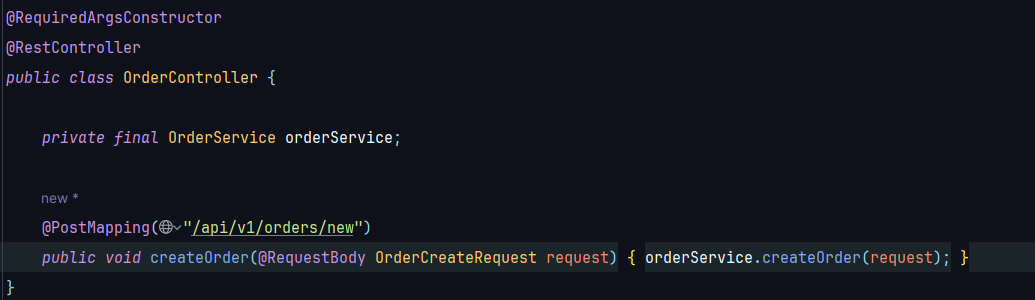 @RequiredArgsConstructor
@RestController
public class OrderController {
private final OrderService orderService;
new *
@PostMapping("/api/v1/orders/new")
public void createOrder(@RequestBody OrderCreateRequest request) { orderService.createOrder(request); }
}